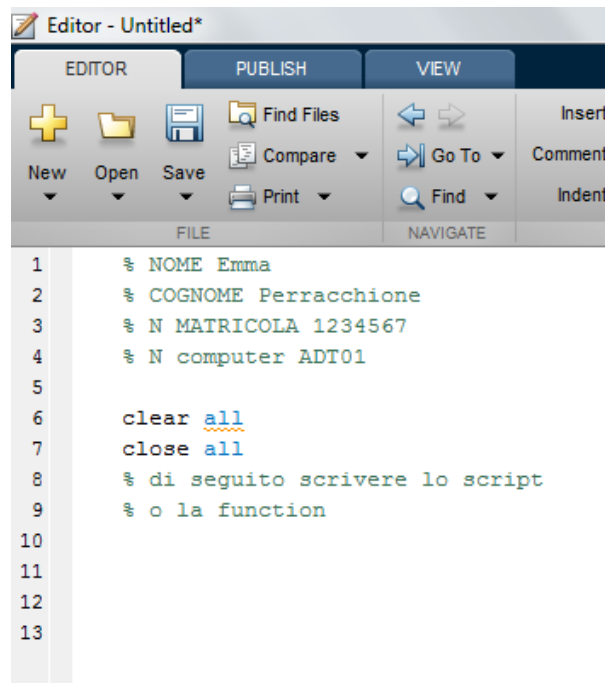 Editor - Untitled*
EDITOR PUBLISH VIEW
New Open Save Find Files Compare Print Go To Find Insert Comment Indent
FILE NAVIGATE
1 % NOME Emma
2 % COGNOME Perracchione
3 % N MATRICOLA 1234567
4 % N computer ADT01
5
6 clear all
7 close all
8 % di seguito scrivere lo script
9 % o la function
10
11
12
13